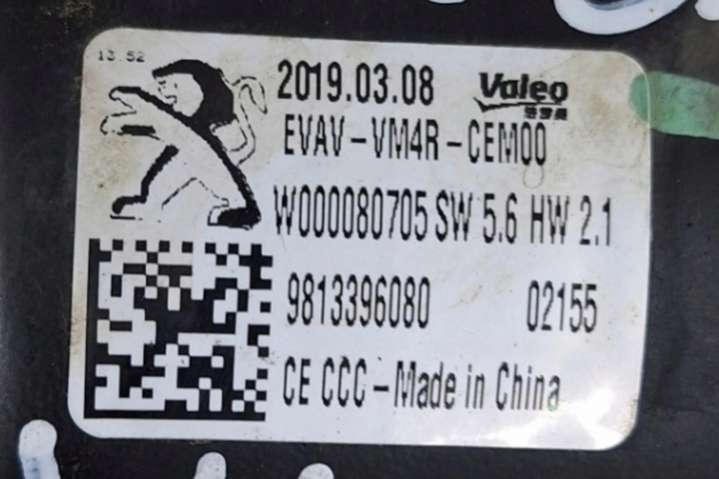 13 52
2019.03.08
Valeo
EVAV-VM4R-CEM00
W000080705 SW 5.6 HW 2.1
9813396080 02155
CE CCC-Made in China